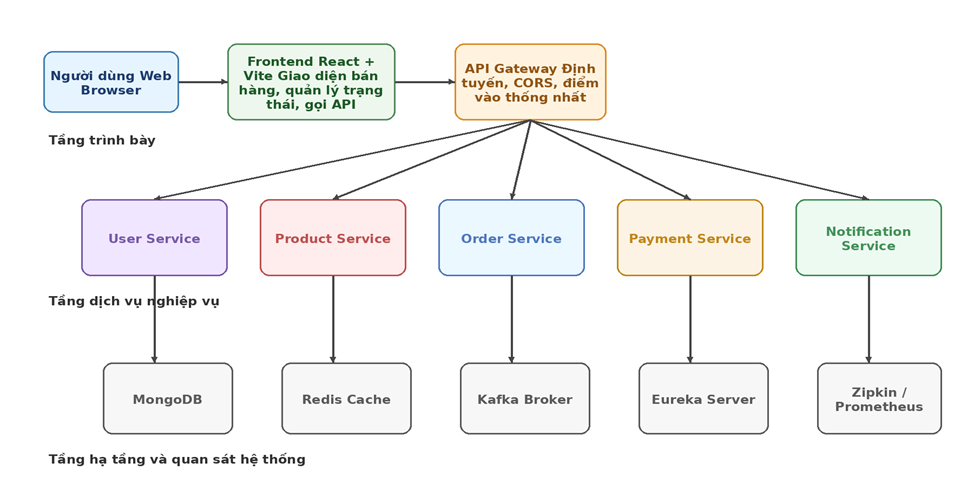 Người dùng Web
Browser
Frontend React +
Vite Giao diện bán
hàng, quản lý trạng
thái, gọi API
API Gateway Định
tuyến, CORS, điểm
vào thống nhất
Tầng trình bày
User Service
Product Service
Order Service
Payment Service
Notification
Service
Tầng dịch vụ nghiệp vụ
MongoDB
Redis Cache
Kafka Broker
Eureka Server
Zipkin /
Prometheus
Tầng hạ tầng và quan sát hệ thống